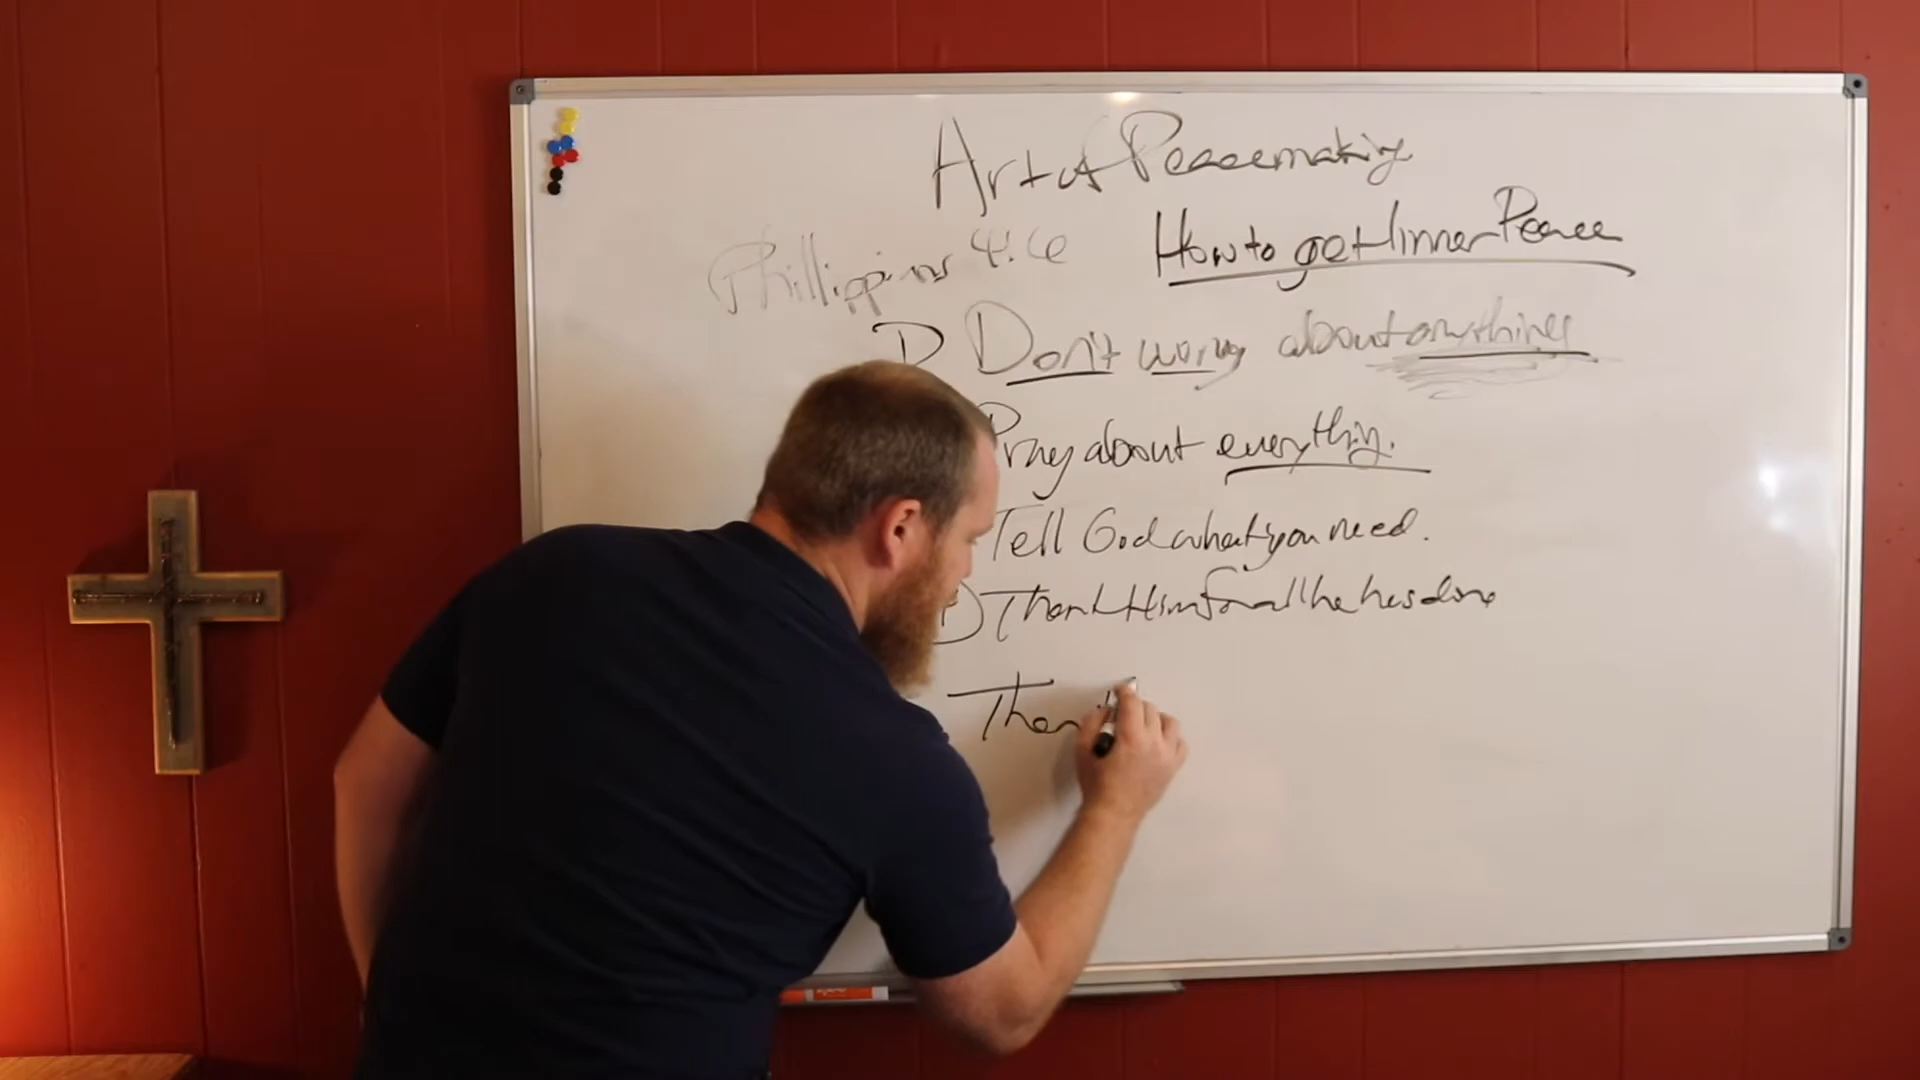 Art of Peacemaking
How to get Inner Peace
Phillippians 4:6
Don't worry about anything
Pray about everything.
Tell God what you need.
Thank Him for all he has done